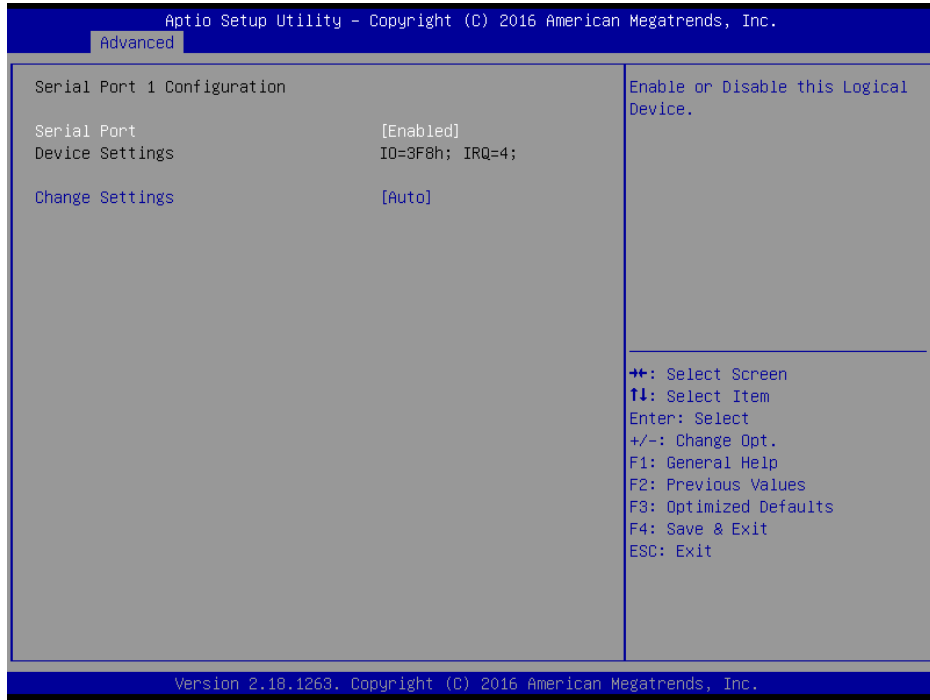 Aptio Setup Utility – Copyright (C) 2016 American Megatrends, Inc.
Advanced
Serial Port 1 Configuration
Serial Port [Enabled]
Device Settings IO=3F8h; IRQ=4;
Change Settings [Auto]
Enable or Disable this Logical
Device.
→←: Select Screen
↑↓: Select Item
Enter: Select
+/-: Change Opt.
F1: General Help
F2: Previous Values
F3: Optimized Defaults
F4: Save & Exit
ESC: Exit
Version 2.18.1263. Copyright (C) 2016 American Megatrends, Inc.